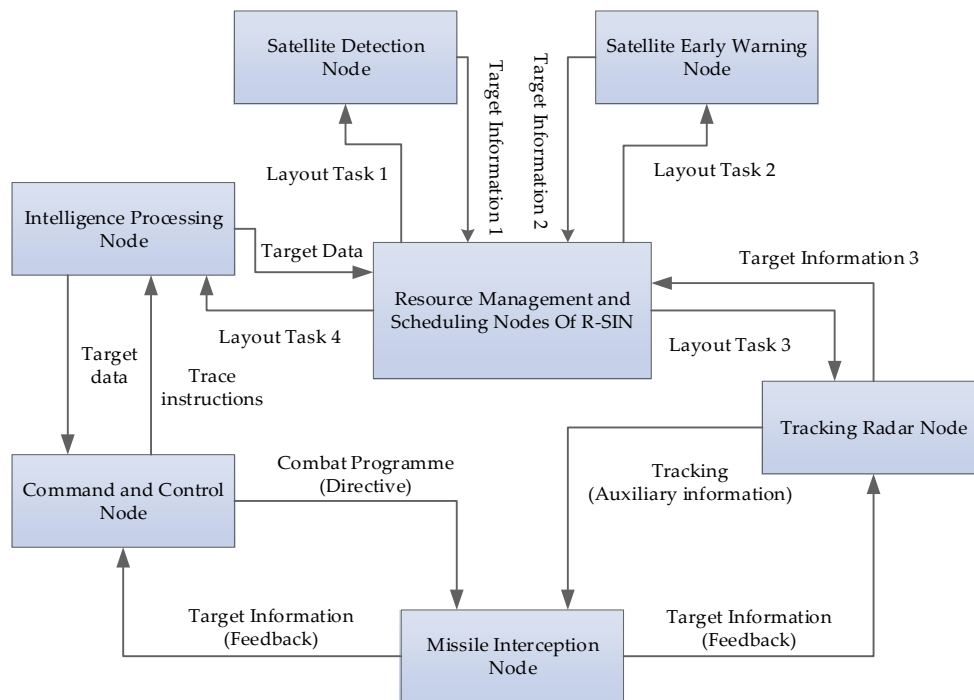 Satellite Detection
Node
Satellite Early Warning
Node
Target Information 1
Target Information 2
Layout Task 1
Layout Task 2
Intelligence Processing
Node
Target Data
Target Information 3
Resource Management and
Scheduling Nodes Of R-SIN
Layout Task 4
Layout Task 3
Target
data
Trace
instructions
Tracking Radar Node
Command and Control
Node
Combat Programme
(Directive)
Tracking
(Auxiliary information)
Target Information
(Feedback)
Missile Interception
Node
Target Information
(Feedback)